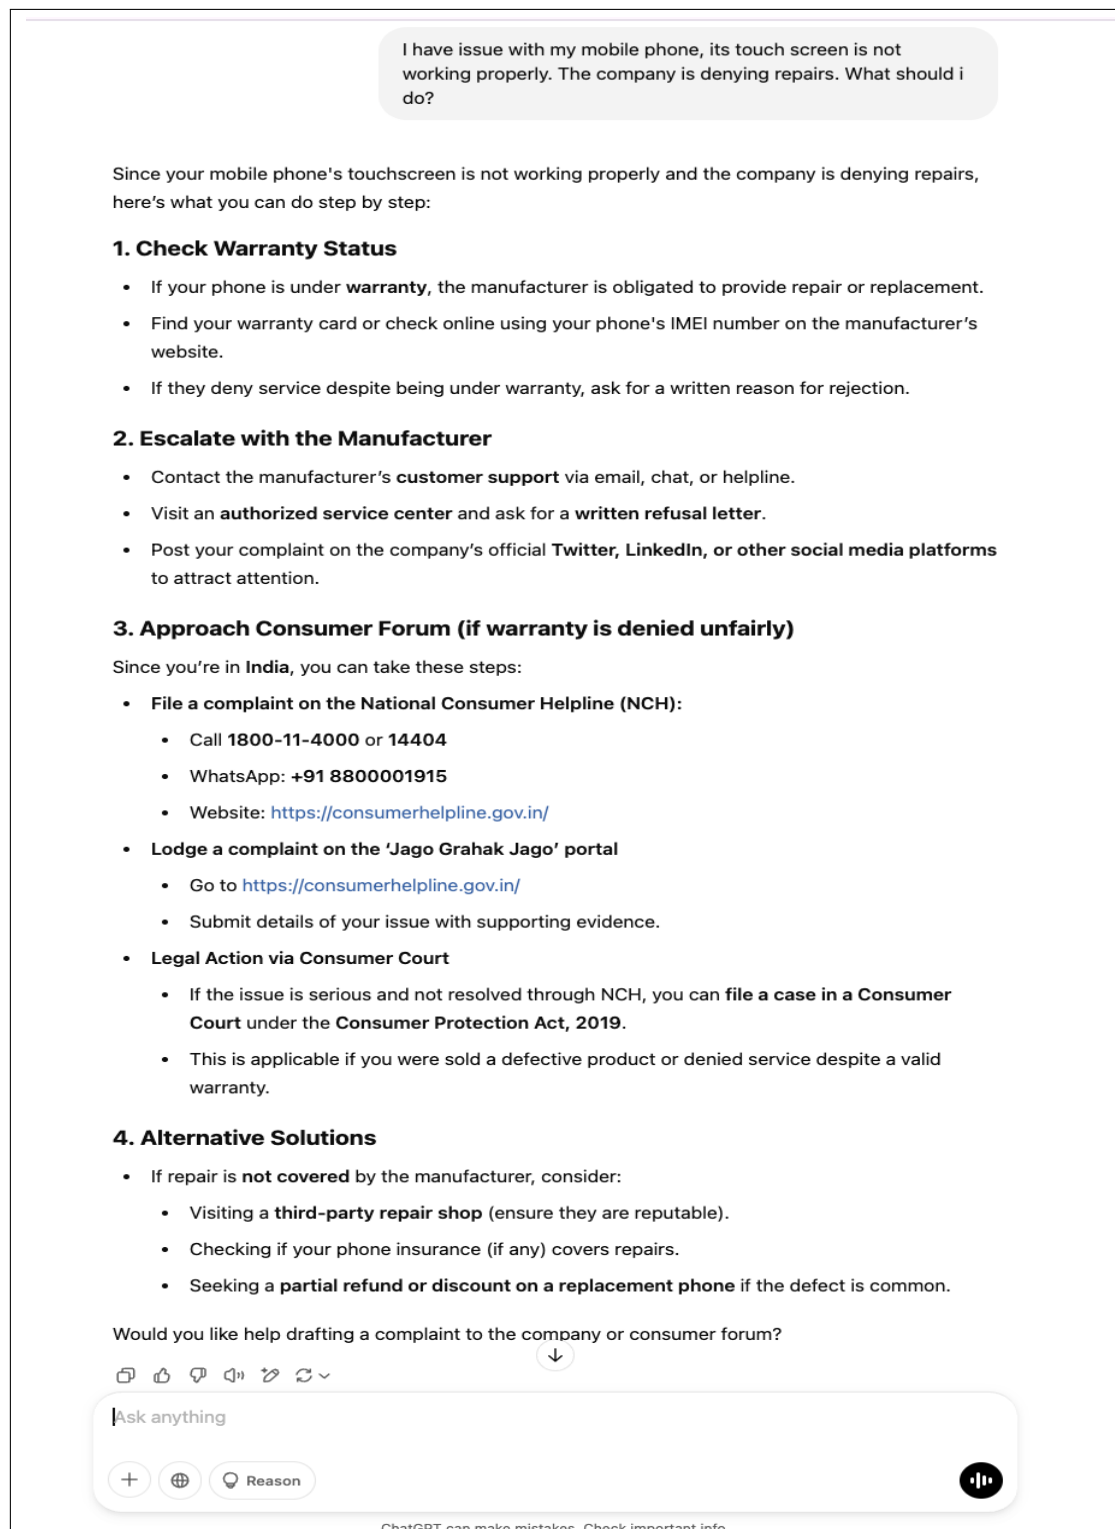 I have issue with my mobile phone, its touch screen is not
working properly. The company is denying repairs. What should i
do?
Since your mobile phone's touchscreen is not working properly and the company is denying repairs,
here’s what you can do step by step:
1. Check Warranty Status
• If your phone is under warranty, the manufacturer is obligated to provide repair or replacement.
• Find your warranty card or check online using your phone's IMEI number on the manufacturer’s
website.
• If they deny service despite being under warranty, ask for a written reason for rejection.
2. Escalate with the Manufacturer
• Contact the manufacturer’s customer support via email, chat, or helpline.
• Visit an authorized service center and ask for a written refusal letter.
• Post your complaint on the company’s official Twitter, LinkedIn, or other social media platforms
to attract attention.
3. Approach Consumer Forum (if warranty is denied unfairly)
Since you’re in India, you can take these steps:
• File a complaint on the National Consumer Helpline (NCH):
• Call 1800-11-4000 or 14404
• WhatsApp: +91 8800001915
• Website: https://consumerhelpline.gov.in/
• Lodge a complaint on the ‘Jago Grahak Jago’ portal
• Go to https://consumerhelpline.gov.in/
• Submit details of your issue with supporting evidence.
• Legal Action via Consumer Court
• If the issue is serious and not resolved through NCH, you can file a case in a Consumer
Court under the Consumer Protection Act, 2019.
• This is applicable if you were sold a defective product or denied service despite a valid
warranty.
4. Alternative Solutions
• If repair is not covered by the manufacturer, consider:
• Visiting a third-party repair shop (ensure they are reputable).
• Checking if your phone insurance (if any) covers repairs.
• Seeking a partial refund or discount on a replacement phone if the defect is common.
Would you like help drafting a complaint to the company or consumer forum?
Ask anything
Reason
ChatGPT can make mistakes. Check important info.